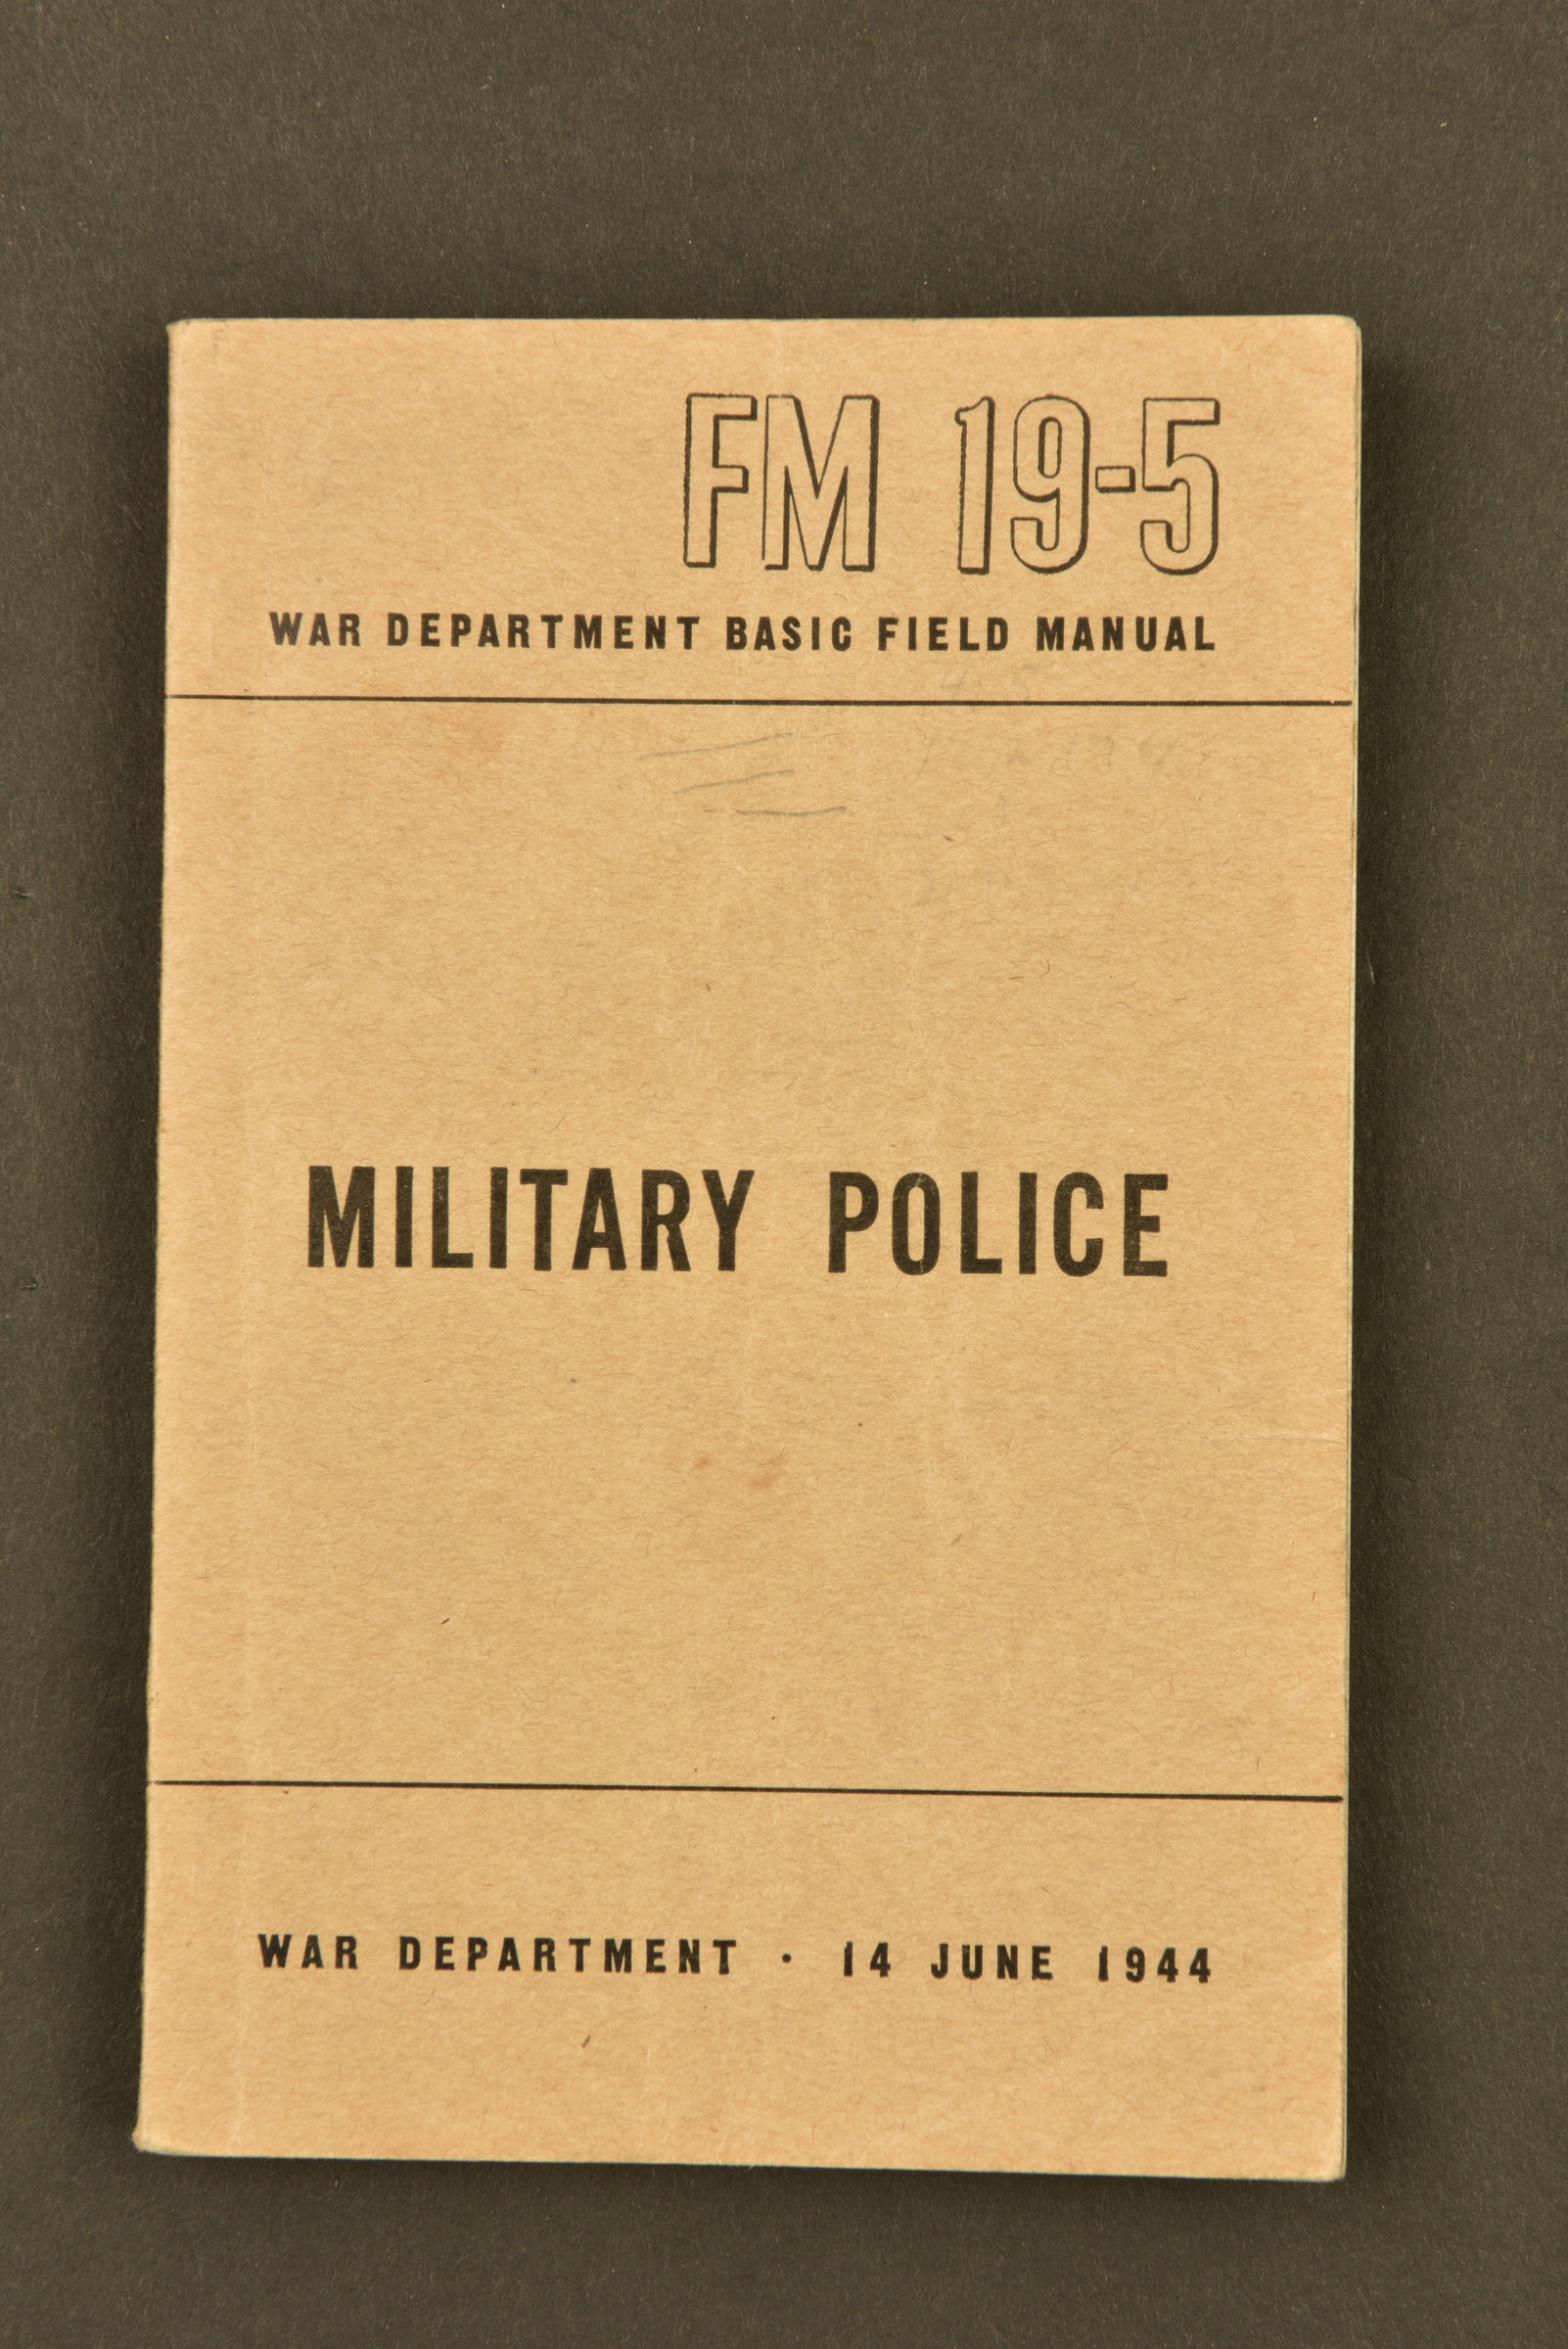 FM 19-5
WAR DEPARTMENT BASIC FIELD MANUAL
MILITARY POLICE
WAR DEPARTMENT · 14 JUNE 1944